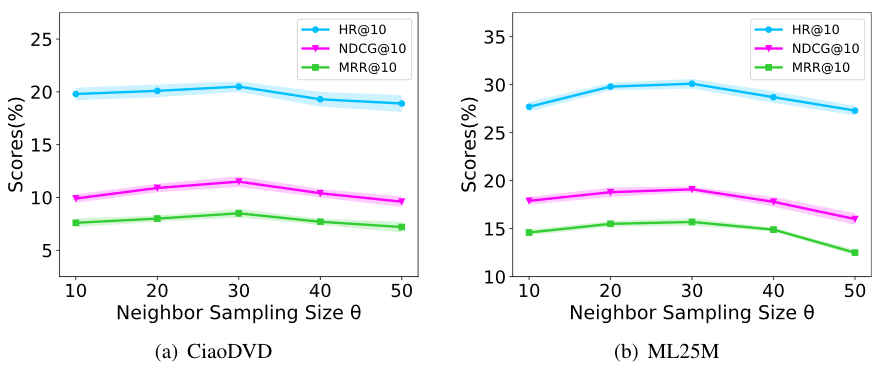 HR@10
NDCG@10
MRR@10
25
20
15
10
5
Scores(%)
10 20 30 40 50
Neighbor Sampling Size θ
(a) CiaoDVD
HR@10
NDCG@10
MRR@10
35
30
25
20
15
10
Scores(%)
10 20 30 40 50
Neighbor Sampling Size θ
(b) ML25M